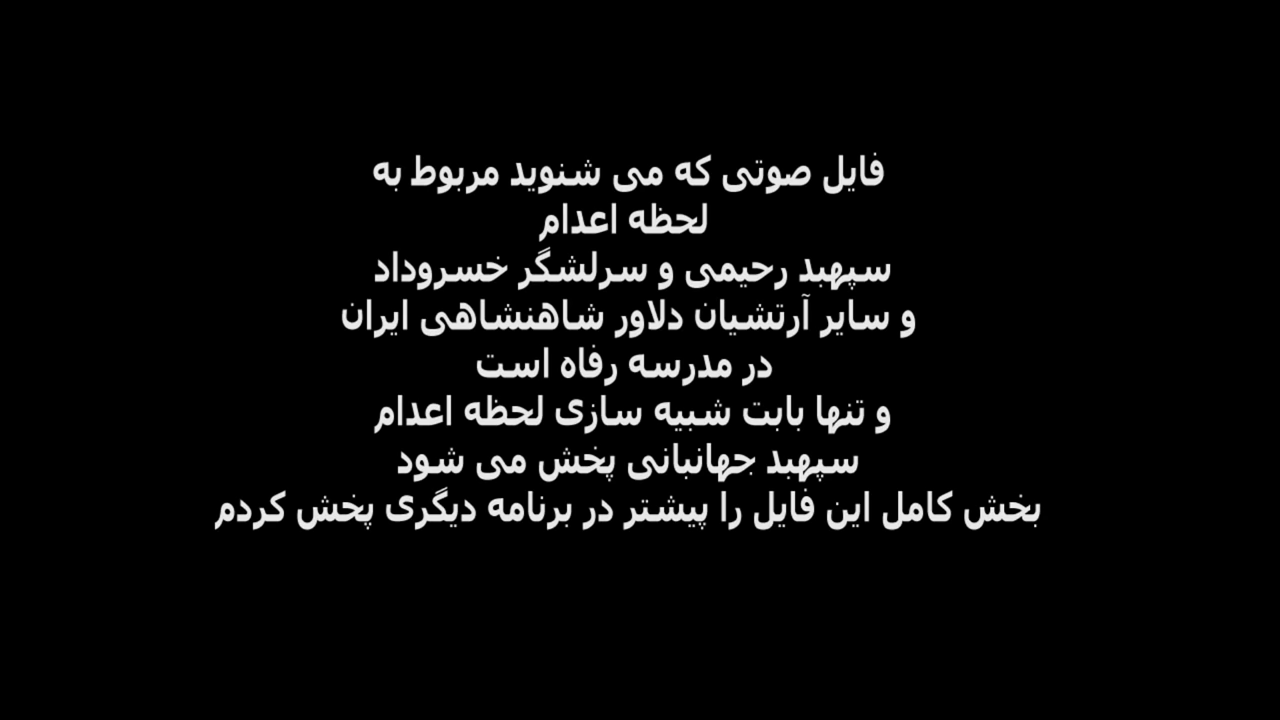 فایل صوتی که می شنوید مربوط به
لحظه اعدام
سپهبد رحیمی و سرلشگر خسروداد
و سایر آرتشیان دلاور شاهنشاهی ایران
در مدرسه رفاه است
و تنها بابت شبیه سازی لحظه اعدام
سپهبد جهانبانی پخش می شود
بخش کامل این فایل را پیشتر در برنامه دیگری پخش کردم